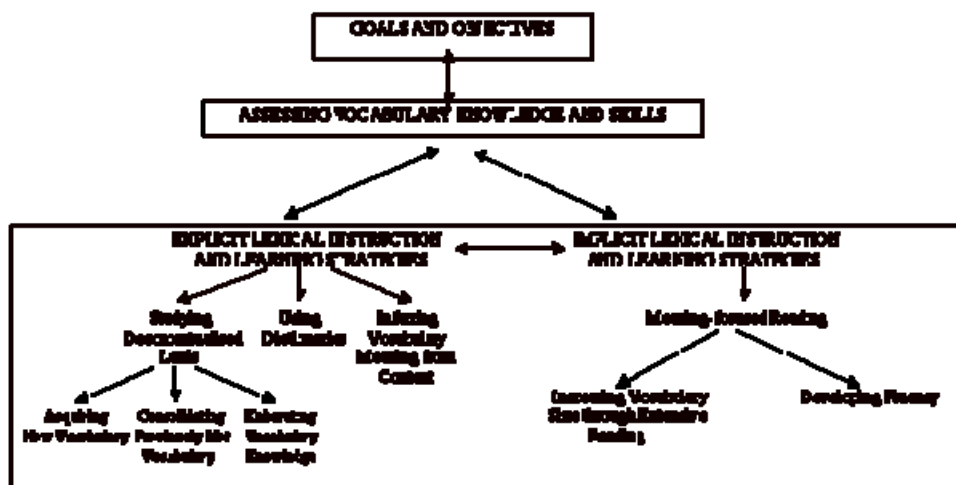 GOALS AND OBJECTIVES
ASSESSING VOCABULARY KNOWLEDGE AND SKILLS
EXPLICIT LEXICAL INSTRUCTION
AND LEARNING STRATEGIES
IMPLICIT LEXICAL INSTRUCTION
AND LEARNING STRATEGIES
Studying
Decontextualised
Lexis
Using
Dictionaries
Inferring
Vocabulary
Meaning from
Context
Meaning-focused Reading
Acquiring
New Vocabulary
Consolidating
Previously Met
Vocabulary
Elaborating
Vocabulary
Knowledge
Increasing Vocabulary
Size through Extensive
Reading
Developing Fluency